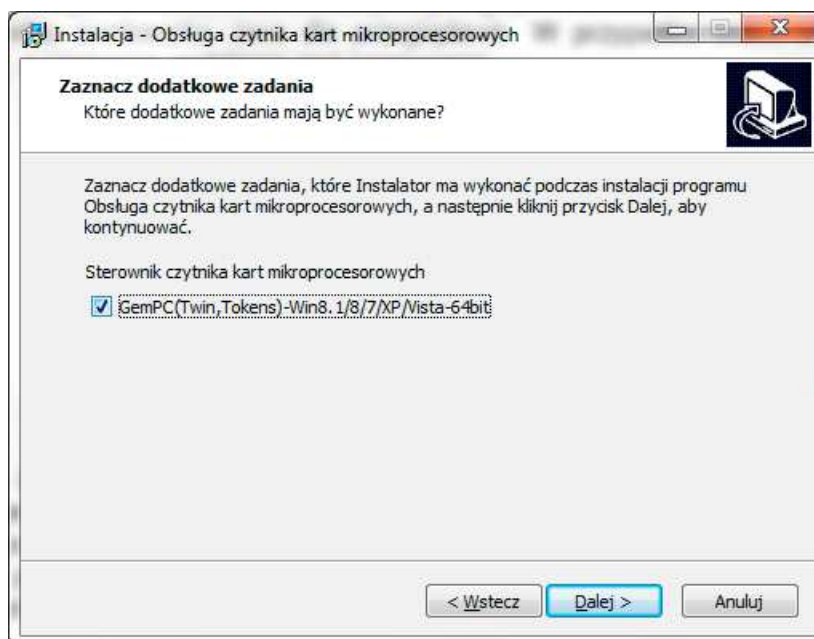 Instalacja - Obsługa czytnika kart mikroprocesorowych
Zaznacz dodatkowe zadania
Które dodatkowe zadania mają być wykonane?
Zaznacz dodatkowe zadania, które Instalator ma wykonać podczas instalacji programu
Obsługa czytnika kart mikroprocesorowych, a następnie kliknij przycisk Dalej, aby
kontynuować.
Sterownik czytnika kart mikroprocesorowych
GemPC(Twin,Tokens)-Win8.1/8/7/XP/Vista-64bit
< Wstecz Dalej > Anuluj